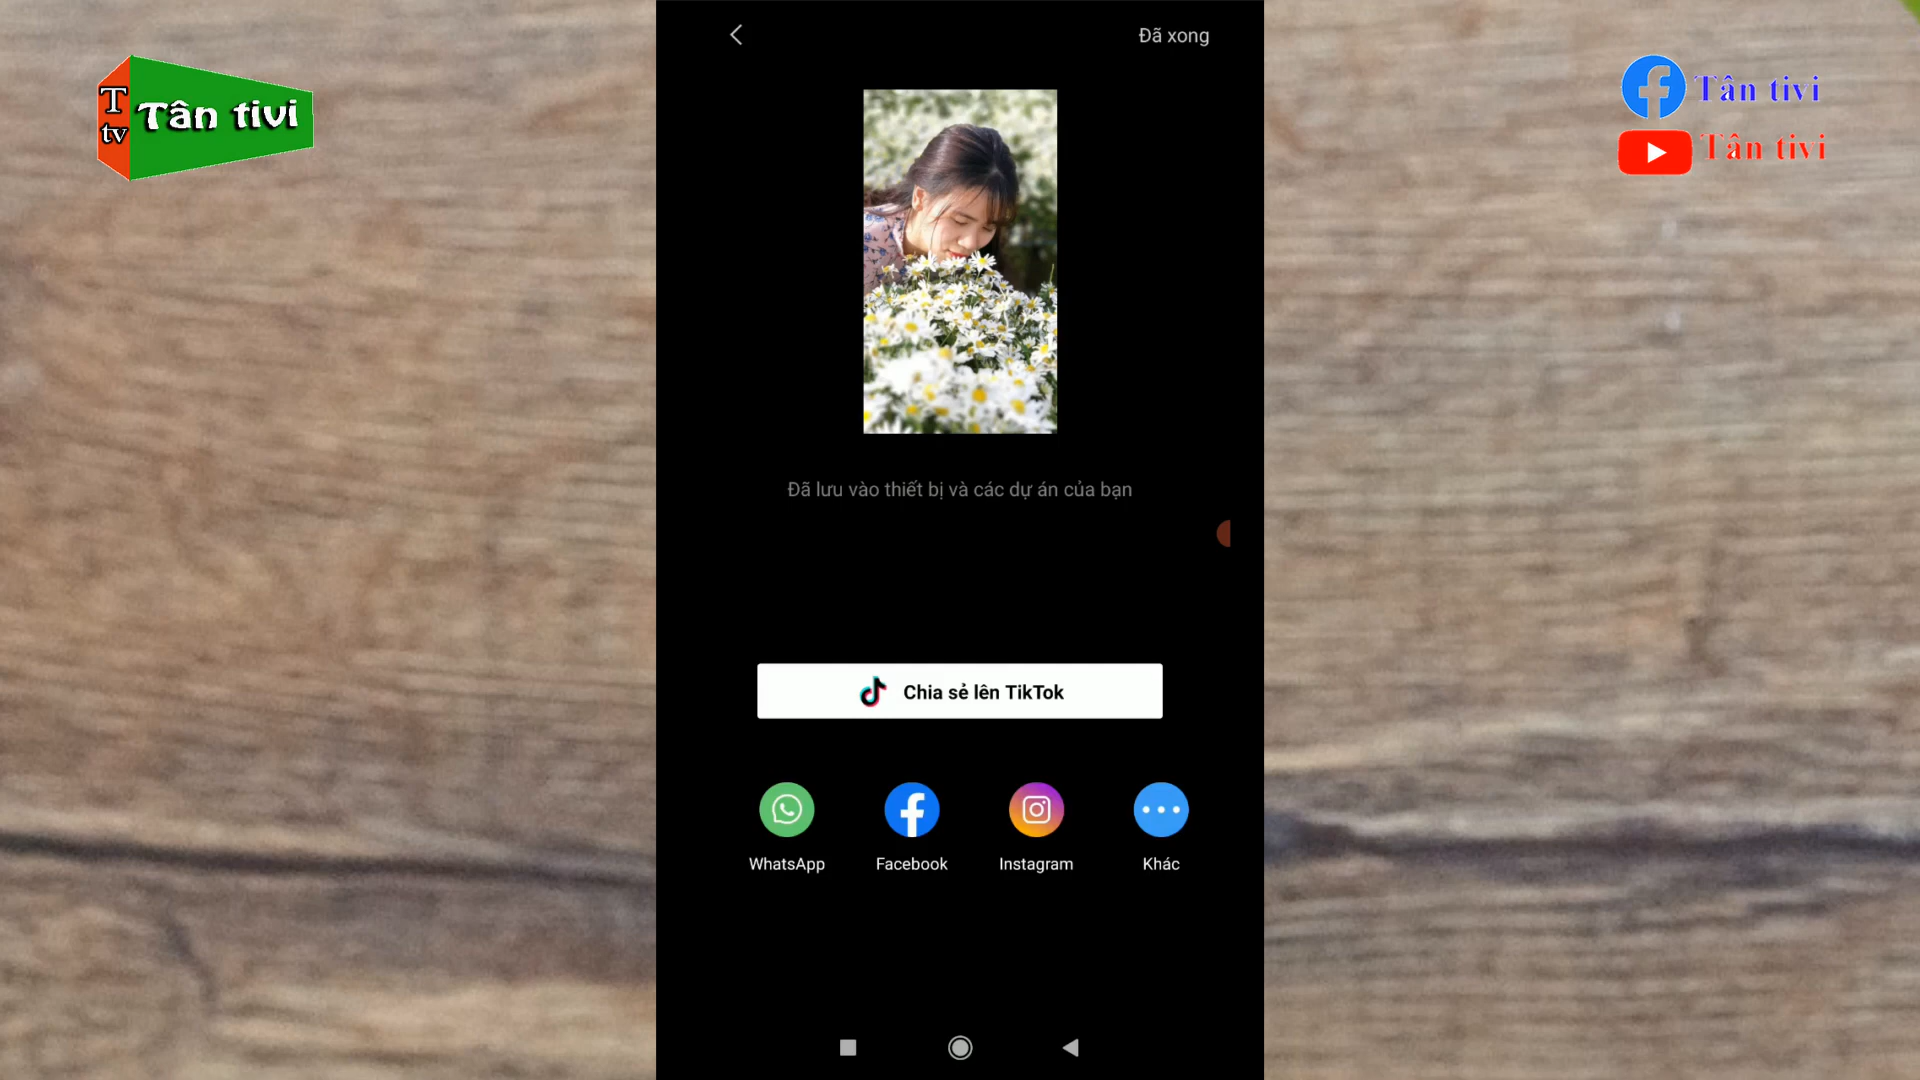 Đã xong
T
tv
Tân tivi
Tân tivi
Tân tivi
Đã lưu vào thiết bị và các dự án của bạn
Chia sẻ lên TikTok
WhatsApp
Facebook
Instagram
Khác